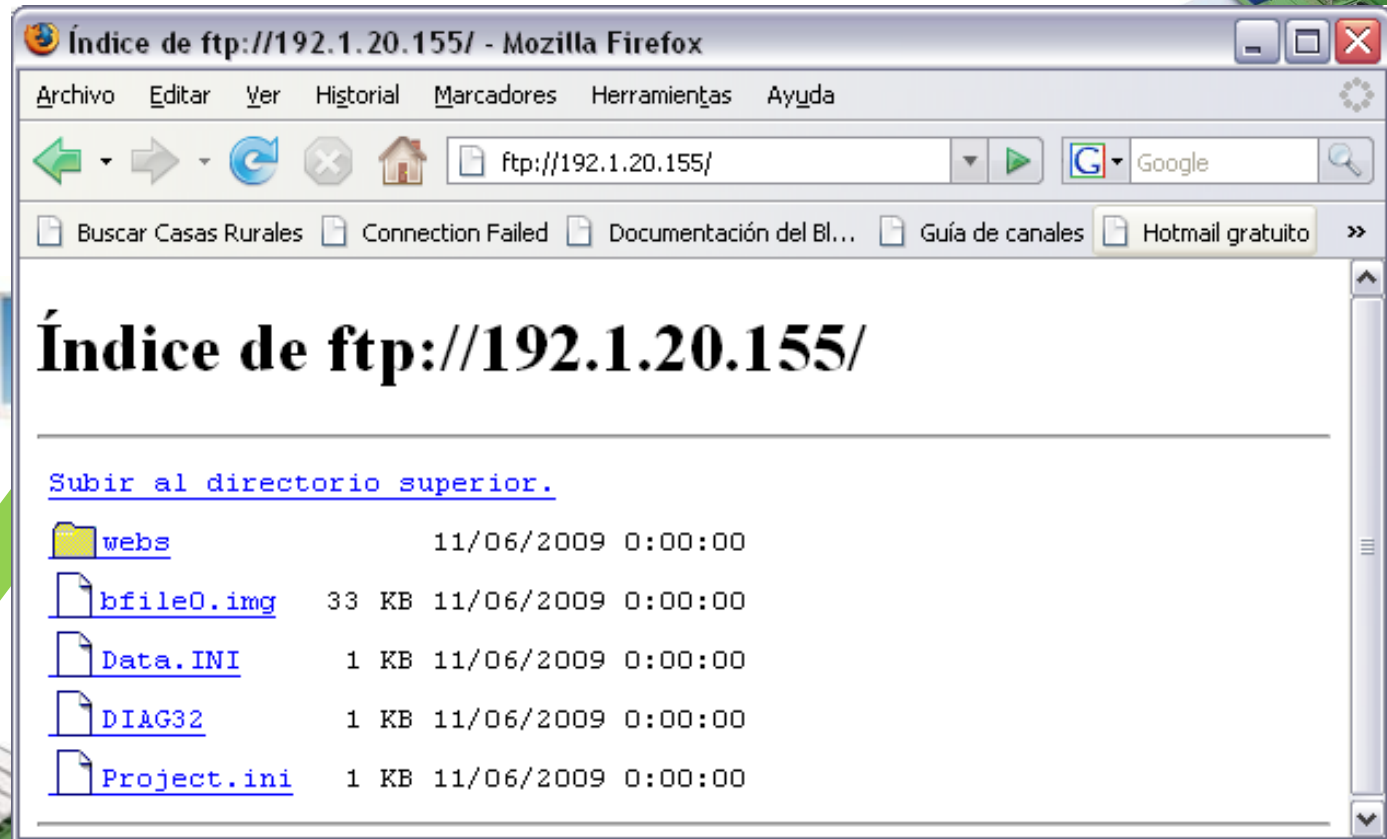 Índice de ftp://192.1.20.155/ - Mozilla Firefox
Archivo Editar Ver Historial Marcadores Herramientas Ayuda
ftp://192.1.20.155/ G Google
Buscar Casas Rurales Connection Failed Documentación del Bl... Guía de canales Hotmail gratuito »
Índice de ftp://192.1.20.155/
Subir al directorio superior.
webs 11/06/2009 0:00:00
bfile0.img 33 KB 11/06/2009 0:00:00
Data.INI 1 KB 11/06/2009 0:00:00
DIAG32 1 KB 11/06/2009 0:00:00
Project.ini 1 KB 11/06/2009 0:00:00